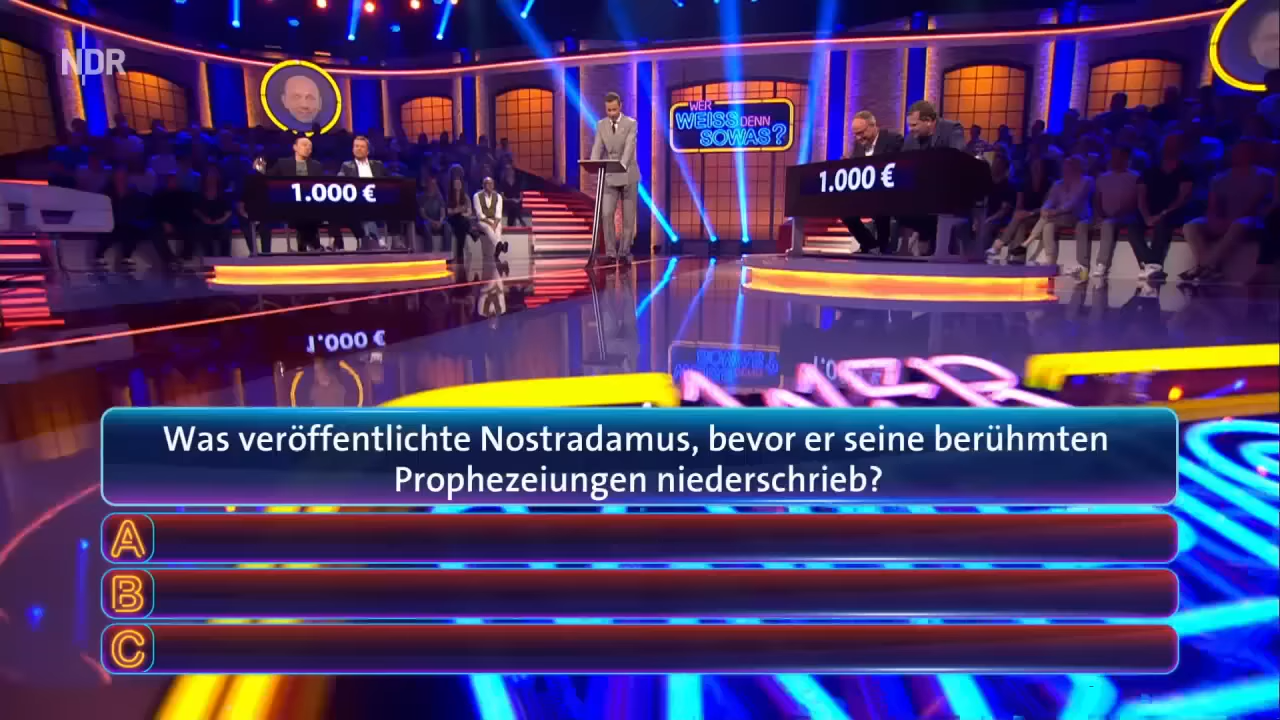 NDR
WER
WEISS DENN
SOWAS?
1.000 €
1.000 €
1.000 €
WER
Was veröffentlichte Nostradamus, bevor er seine berühmten
Prophezeiungen niederschrieb?
A
B
C